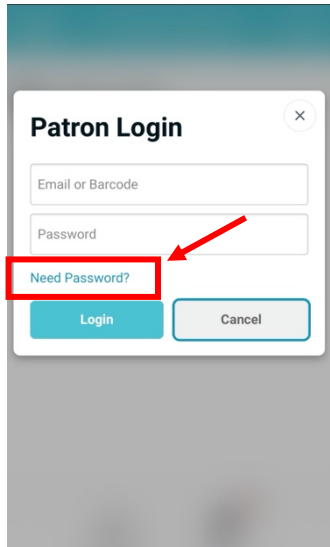 Patron Login
Email or Barcode
Password
Need Password?
Login
Cancel